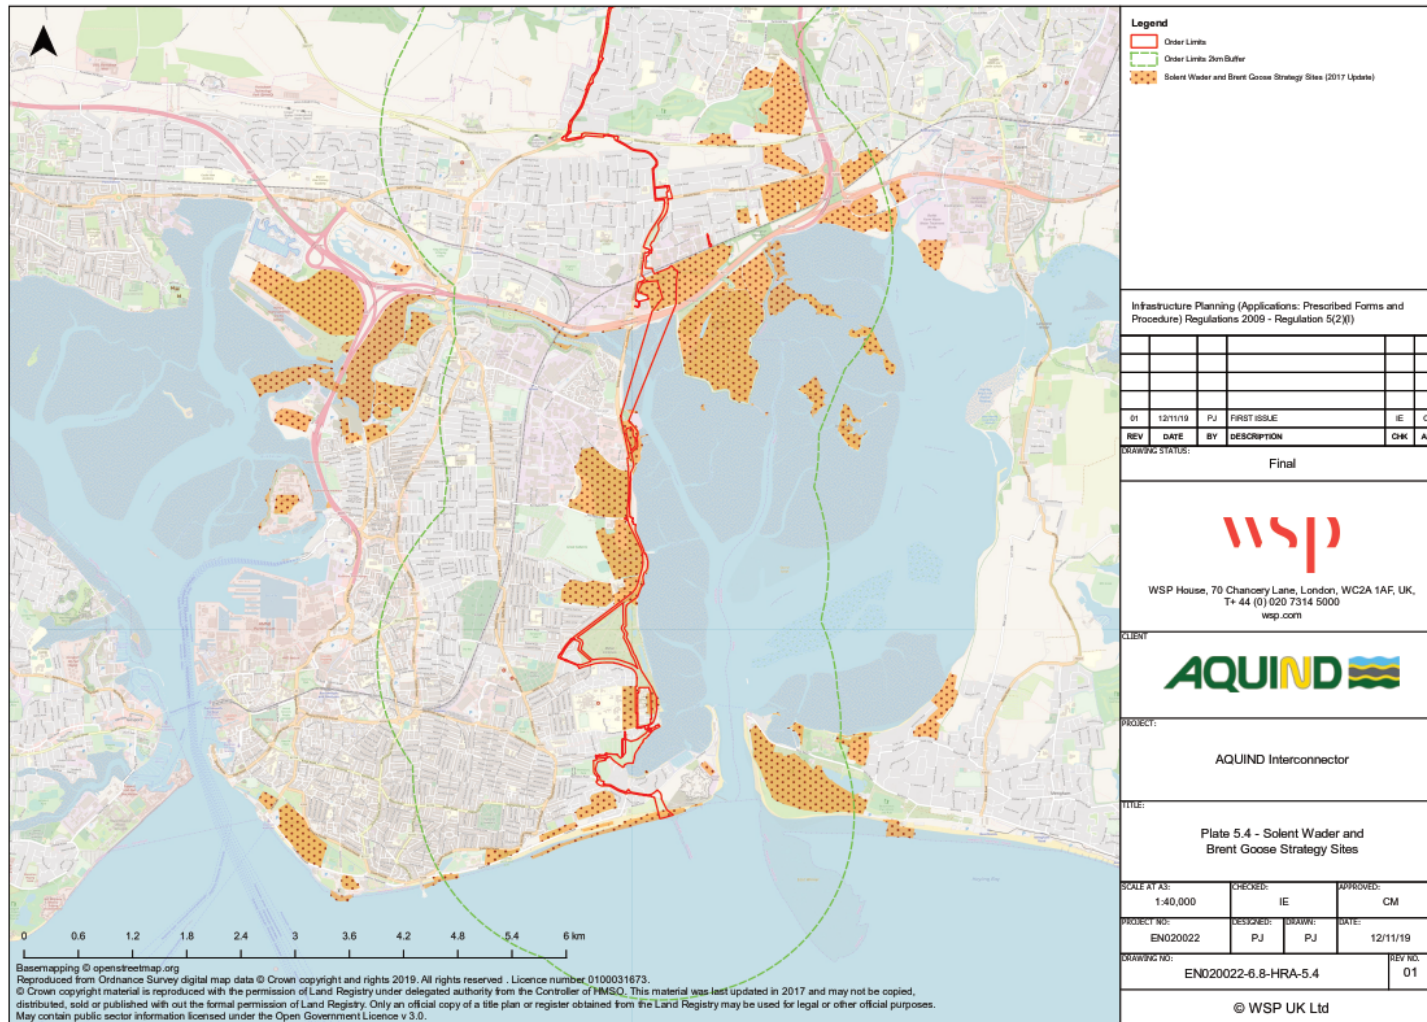 Legend
Order Limits
Order Limits 2km Buffer
Solent Wader and Brent Goose Strategy Sites (2017 Update)
Infrastructure Planning (Applications: Prescribed Forms and
Procedure) Regulations 2009 - Regulation 5(2)(l)
01 12/11/19 PJ FIRST ISSUE IE
REV DATE BY DESCRIPTION CHK
DRAWING STATUS:
Final
wsp
WSP House, 70 Chancery Lane, London, WC2A 1AF, UK,
T+ 44 (0) 020 7314 5000
wsp.com
CLIENT
AQUIND
PROJECT:
AQUIND Interconnector
TITLE:
Plate 5.4 - Solent Wader and
Brent Goose Strategy Sites
SCALE AT A3: CHECKED: APPROVED:
1:40,000 IE CM
PROJECT NO: DESIGNED: DRAWN: DATE:
EN020022 PJ PJ 12/11/19
DRAWING NO: REV NO.
EN020022-6.8-HRA-5.4 01
© WSP UK Ltd
0 0.6 1.2 1.8 2.4 3 3.6 4.2 4.8 5.4 6 km
Basemapping © openstreetmap.org
Reproduced from Ordnance Survey digital map data © Crown copyright and rights 2019. All rights reserved . Licence number 0100031673.
© Crown copyright material is reproduced with the permission of Land Registry under delegated authority from the Controller of HMSO. This material was last updated in 2017 and may not be copied,
distributed, sold or published with out the formal permission of Land Registry. Only an official copy of a title plan or register obtained from the Land Registry may be used for legal or other official purposes.
May contain public sector information licensed under the Open Government Licence v 3.0.